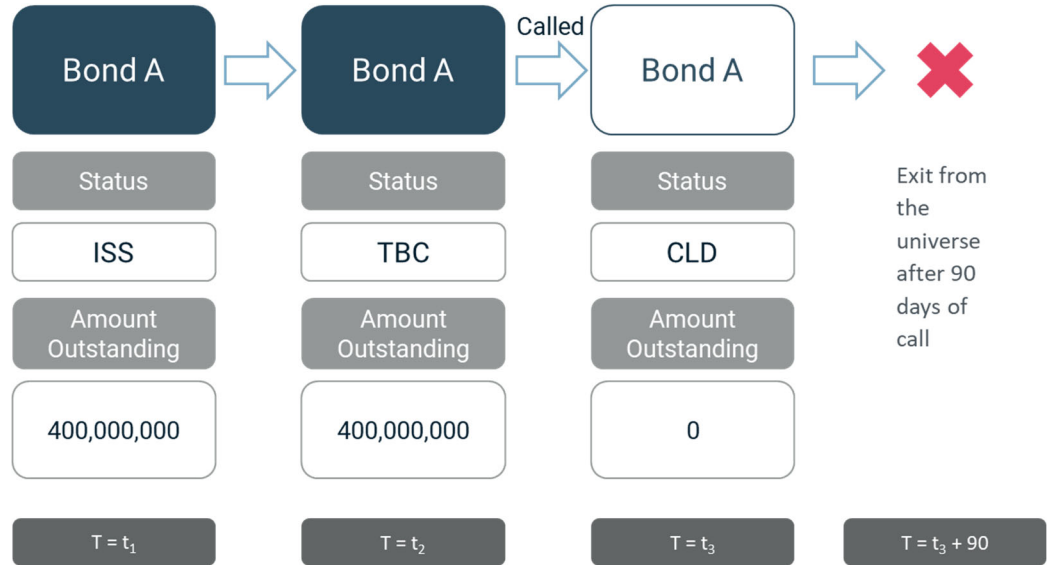 Called
Bond A
Bond A
Bond A
Status
Status
Status
Exit from
the
universe
after 90
days of
call
ISS
TBC
CLD
Amount
Outstanding
Amount
Outstanding
Amount
Outstanding
400,000,000
400,000,000
0
T = t₁
T = t₂
T = t₃
T = t₃ + 90